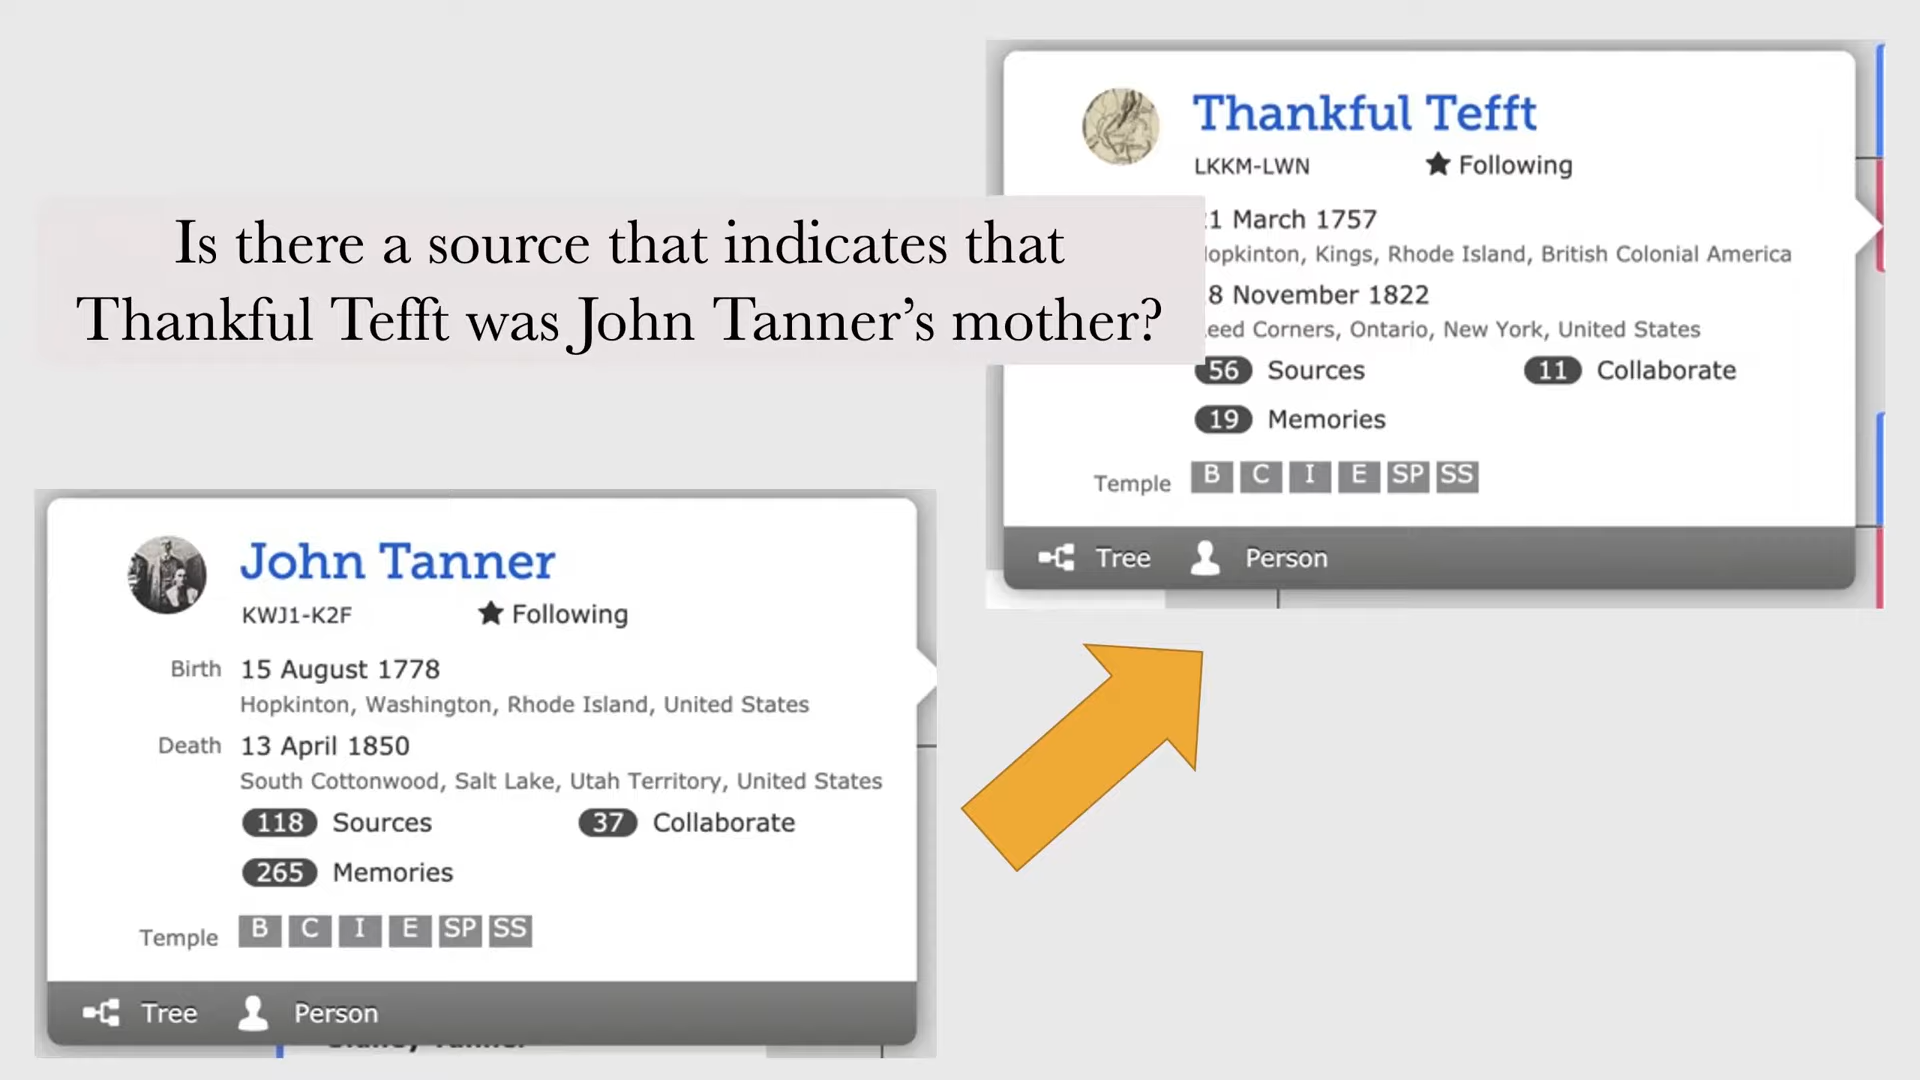 Is there a source that indicates that
Thankful Tefft was John Tanner's mother?
Thankful Tefft
LKKM-LWN ★ Following
1 March 1757
opkinton, Kings, Rhode Island, British Colonial America
8 November 1822
eed Corners, Ontario, New York, United States
56 Sources 11 Collaborate
19 Memories
Temple B C I E SP SS
Tree Person
John Tanner
KWJ1-K2F ★ Following
Birth 15 August 1778
Hopkinton, Washington, Rhode Island, United States
Death 13 April 1850
South Cottonwood, Salt Lake, Utah Territory, United States
118 Sources 37 Collaborate
265 Memories
Temple B C I E SP SS
Tree Person